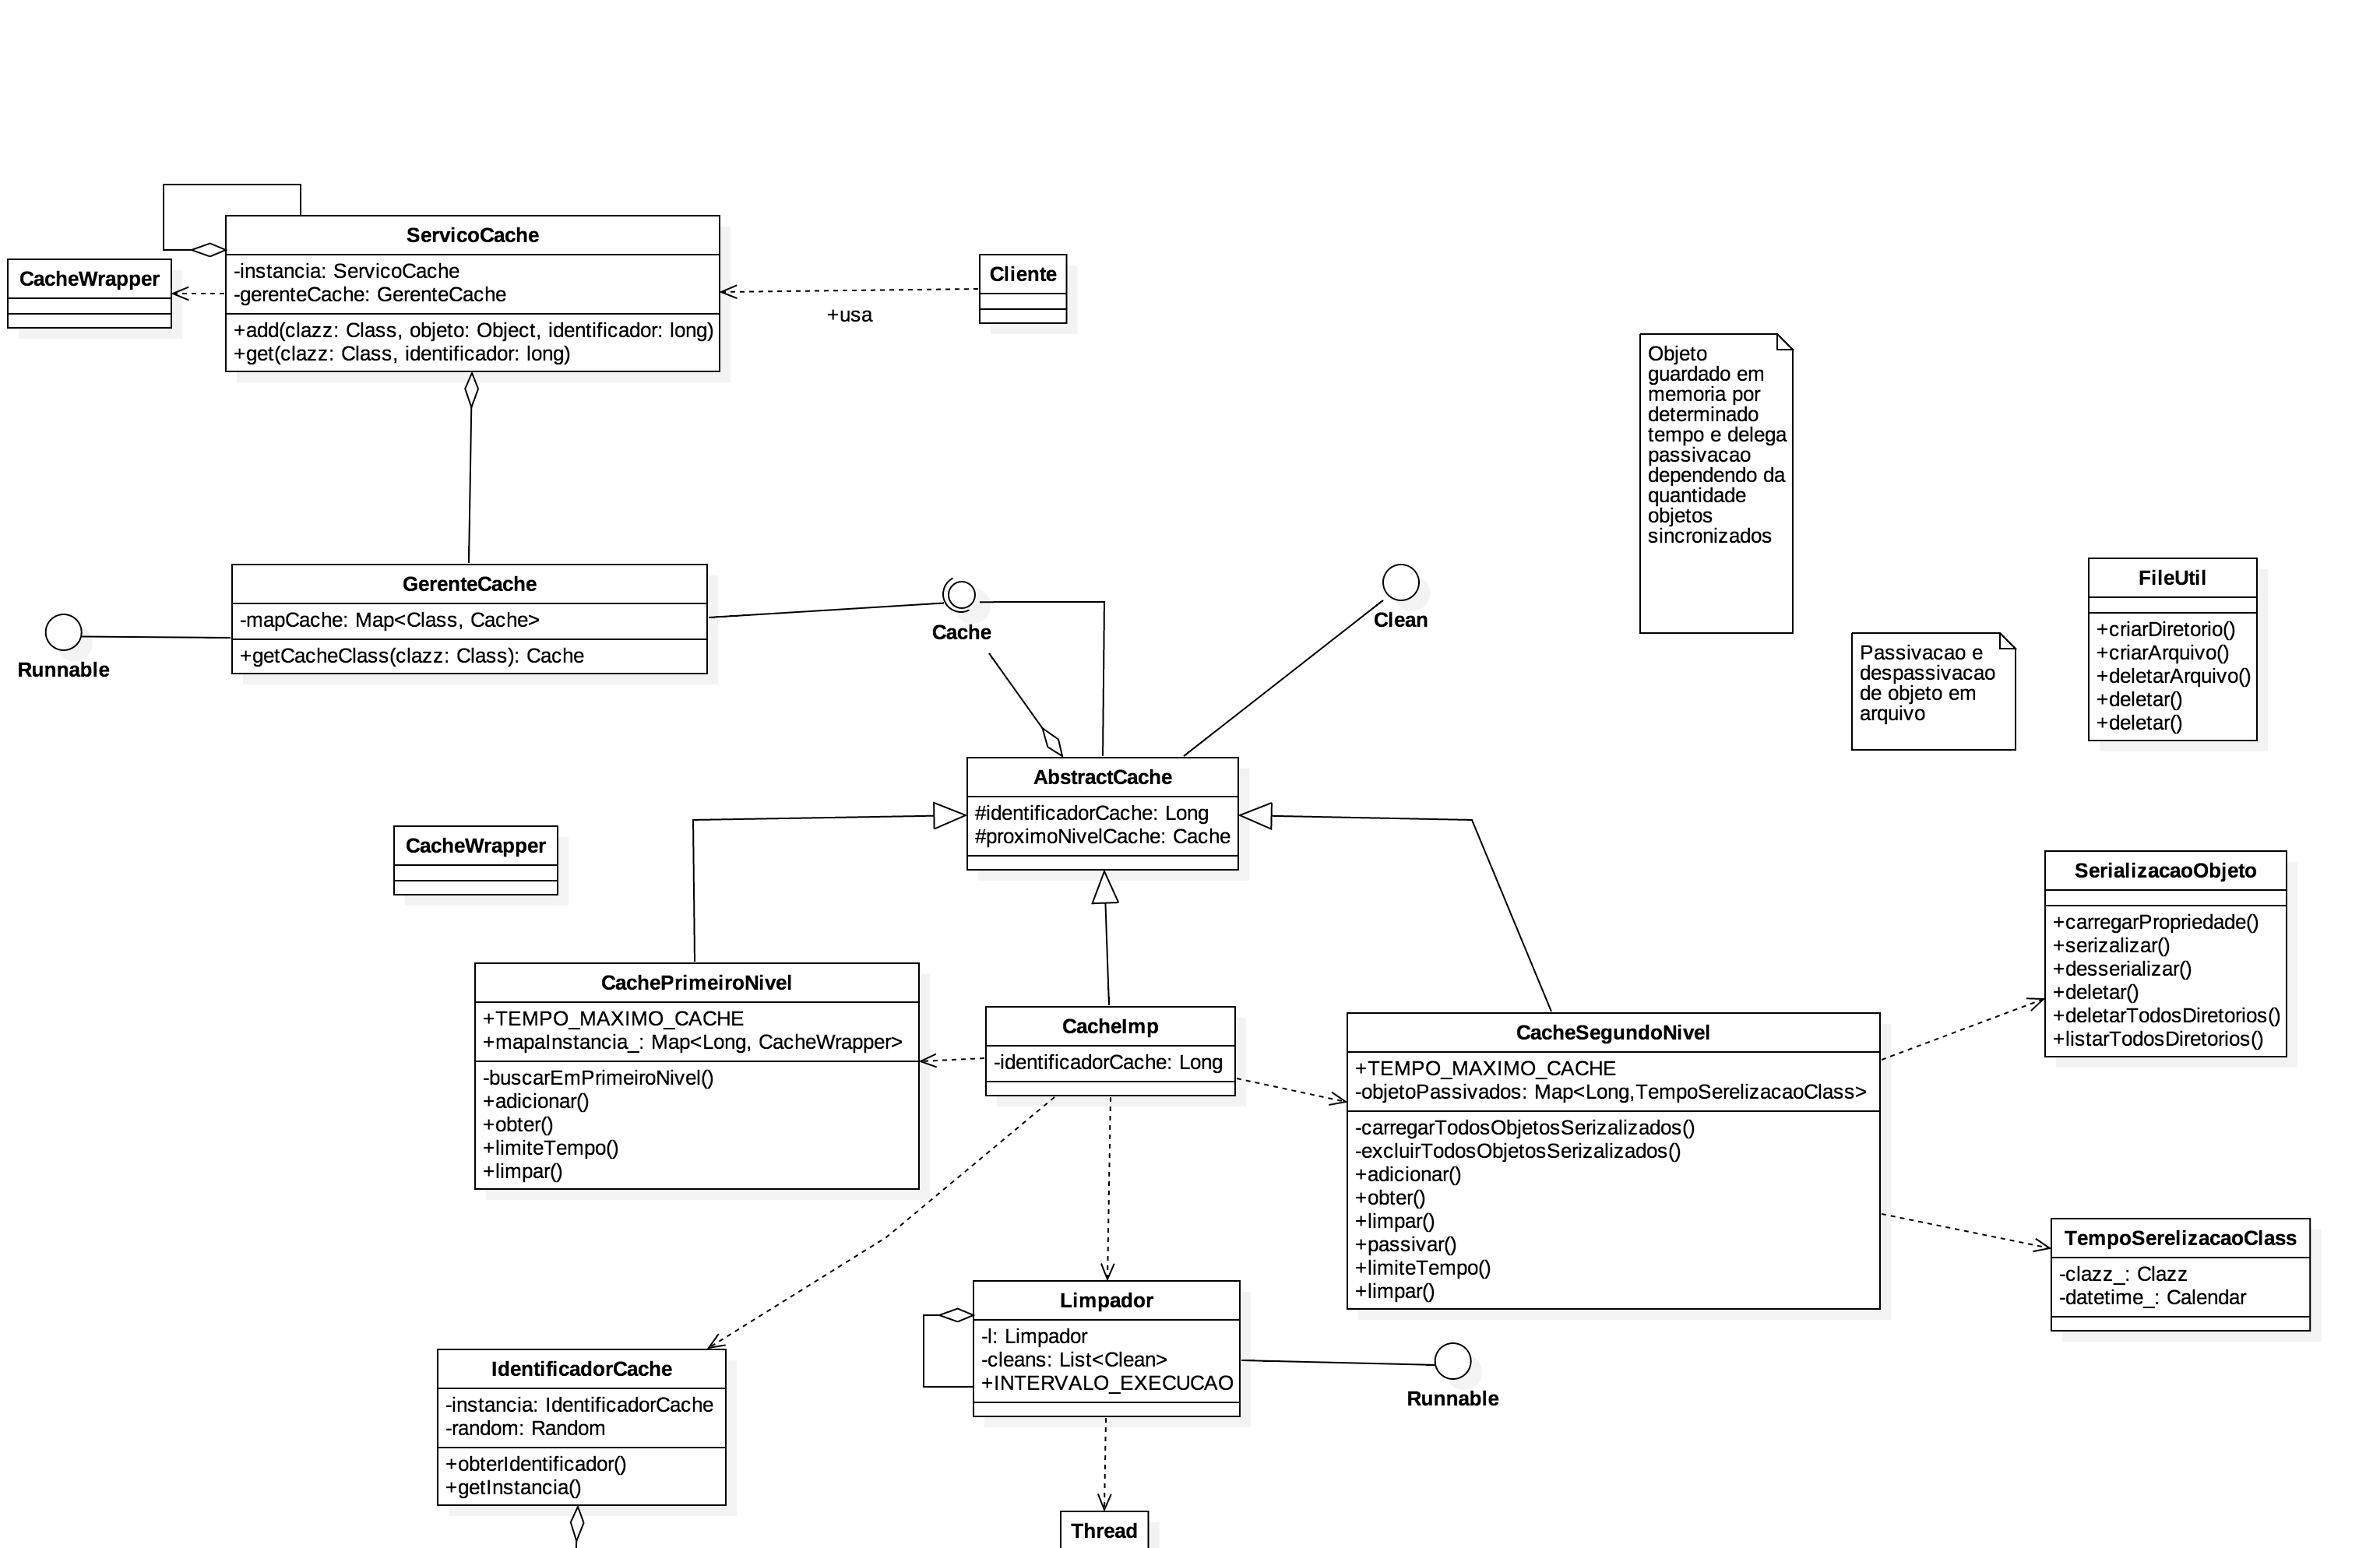 ServicoCache
-instancia: ServicoCache
-gerenteCache: GerenteCache
+add(clazz: Class, objeto: Object, identificador: long)
+get(clazz: Class, identificador: long)
CacheWrapper
Cliente
+usa
Objeto
guardado em
memoria por
determinado
tempo e delega
passivacao
dependendo da
quantidade
objetos
sincronizados
GerenteCache
-mapCache: Map<Class, Cache>
+getCacheClass(clazz: Class): Cache
Runnable
Cache
Clean
Passivacao e
despassivacao
de objeto em
arquivo
FileUtil
+criarDiretorio()
+criarArquivo()
+deletarArquivo()
+deletar()
+deletar()
AbstractCache
#identificadorCache: Long
#proximoNivelCache: Cache
CacheWrapper
SerializacaoObjeto
+carregarPropriedade()
+serizalizar()
+desserializar()
+deletar()
+deletarTodosDiretorios()
+listarTodosDiretorios()
CachePrimeiroNivel
+TEMPO_MAXIMO_CACHE
+mapaInstancia_: Map<Long, CacheWrapper>
-buscarEmPrimeiroNivel()
+adicionar()
+obter()
+limiteTempo()
+limpar()
CacheImp
-identificadorCache: Long
CacheSegundoNivel
+TEMPO_MAXIMO_CACHE
-objetoPassivados: Map<Long,TempoSerelizacaoClass>
-carregarTodosObjetosSerizalizados()
-excluirTodosObjetosSerizalizados()
+adicionar()
+obter()
+limpar()
+passivar()
+limiteTempo()
+limpar()
TempoSerelizacaoClass
-clazz_: Clazz
-datetime_: Calendar
Limpador
-l: Limpador
-cleans: List<Clean>
+INTERVALO_EXECUCAO
Runnable
IdentificadorCache
-instancia: IdentificadorCache
-random: Random
+obterIdentificador()
+getInstancia()
Thread